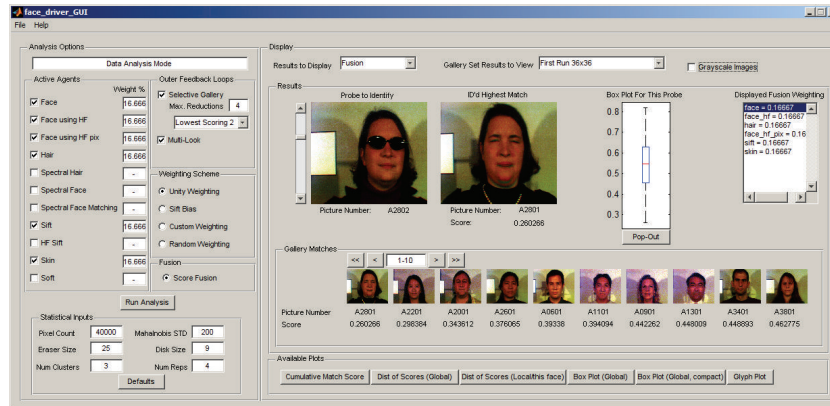 face_driver_GUI
File Help
Analysis Options
Data Analysis Mode
Active Agents
Weight %
Face 16.666
Face using HF 16.666
Face using HF pix 16.666
Hair 16.666
Spectral Hair -
Spectral Face -
Spectral Face Matching -
Sift 16.666
HF Sift -
Skin 16.666
Soft -
Outer Feedback Loops
Selective Gallery
Max. Reductions 4
Lowest Scoring 2
Multi-Look
Weighting Scheme
Unity Weighting
Sift Bias
Custom Weighting
Random Weighting
Fusion
Score Fusion
Run Analysis
Statistical Inputs
Pixel Count 40000 Mahalnobis STD 200
Eraser Size 25 Disk Size 9
Num Clusters 3 Num Reps 4
Defaults
Display
Results to Display Fusion Gallery Set Results to View First Run 36x36 Grayscale Images
Results
Probe to Identify
Picture Number: A2802
ID'd Highest Match
Picture Number: A2801
Score: 0.260266
Box Plot For This Probe
0.8
0.7
0.6
0.5
0.4
0.3
Pop-Out
Displayed Fusion Weighting
face = 0.16667
face_hf = 0.16667
hair = 0.16667
face_hf_pix = 0.16
sift = 0.16667
skin = 0.16667
Gallery Matches
<< < 1-10 > >>
Picture Number A2801 A2201 A2001 A2601 A0601 A1101 A0901 A1301 A3401 A3801
Score 0.260266 0.298384 0.343612 0.376065 0.39338 0.394094 0.442262 0.448009 0.448893 0.462775
Available Plots
Cumulative Match Score Dist of Scores (Global) Dist of Scores (Local/this face) Box Plot (Global) Box Plot (Global, compact) Glyph Plot